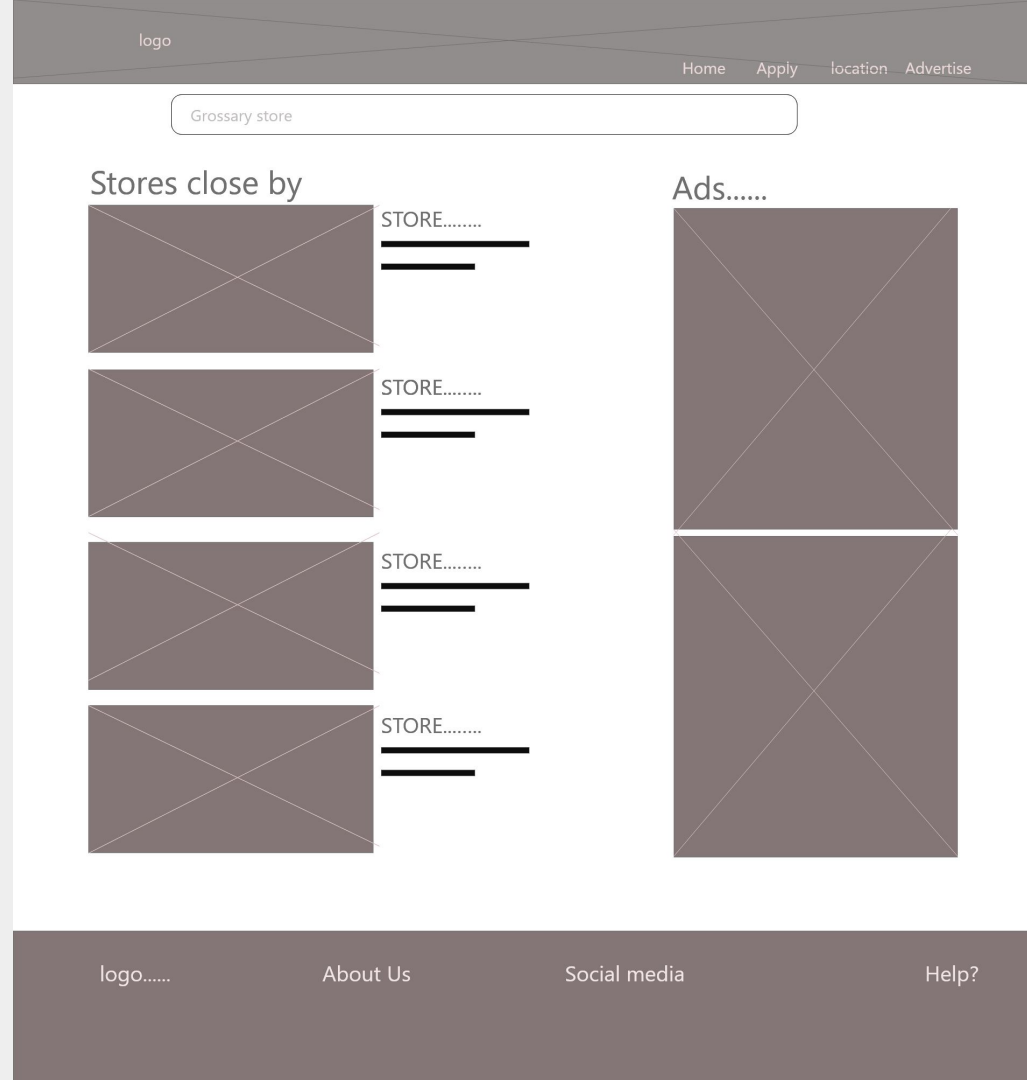 logo
Home Apply location Advertise
Grossary store
Stores close by
STORE........
STORE........
STORE........
STORE........
Ads......
logo...... About Us Social media Help?